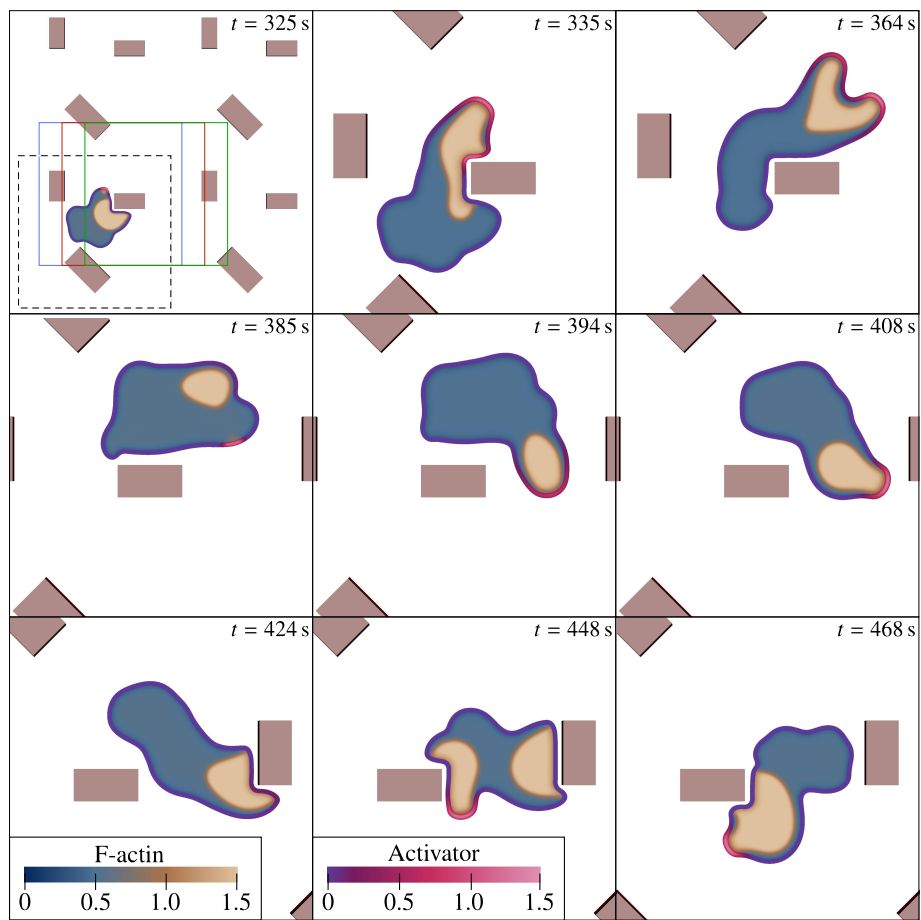 t = 325 s
t = 335 s
t = 364 s
t = 385 s
t = 394 s
t = 408 s
t = 424 s
t = 448 s
t = 468 s
F-actin
0 0.5 1.0 1.5
Activator
0 0.5 1.0 1.5